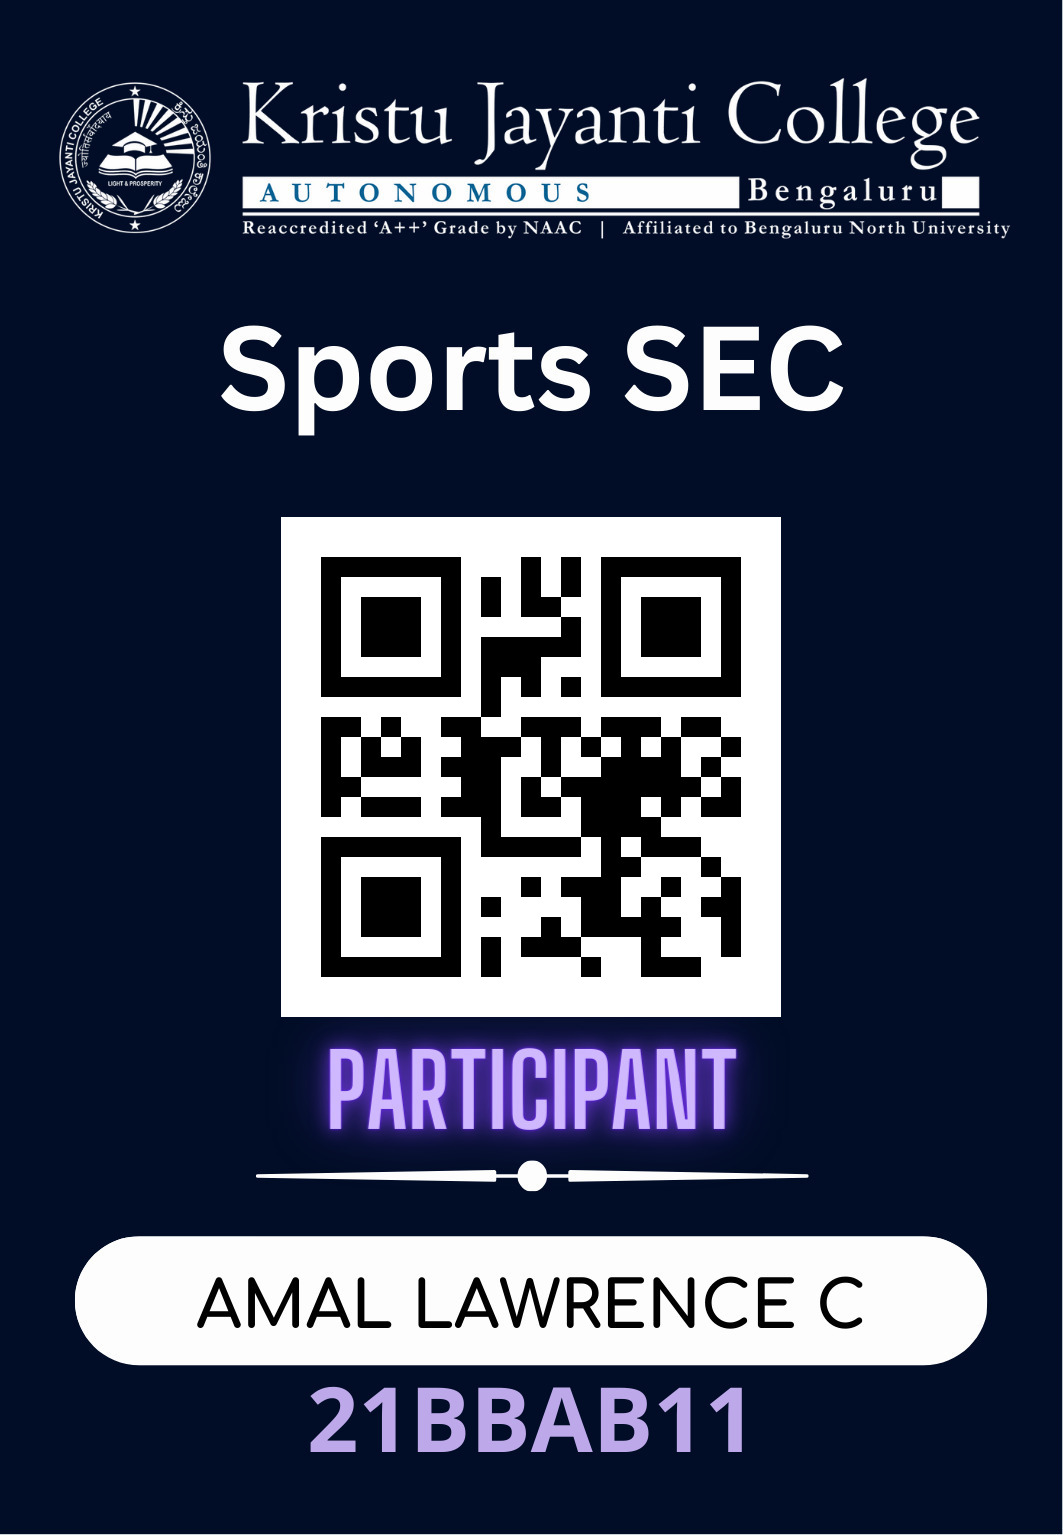 KRISTU JAYANTI COLLEGE
ಕ್ರಿಸ್ತು ಜಯಂತಿ ಕಾಲೇಜು
LIGHT & PROSPERITY
Kristu Jayanti College
AUTONOMOUS Bengaluru
Reaccredited ‘A++’ Grade by NAAC | Affiliated to Bengaluru North University
Sports SEC
PARTICIPANT
AMAL LAWRENCE C
21BBAB11